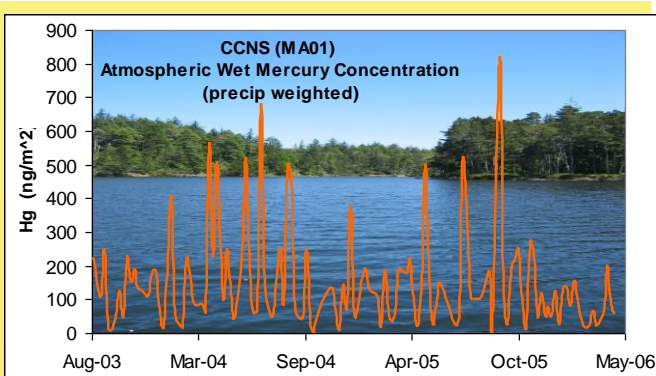 CCNS (MA01)
Atmospheric Wet Mercury Concentration
(precip weighted)
Hg (ng/m^2)
900
800
700
600
500
400
300
200
100
0
Aug-03 Mar-04 Sep-04 Apr-05 Oct-05 May-06